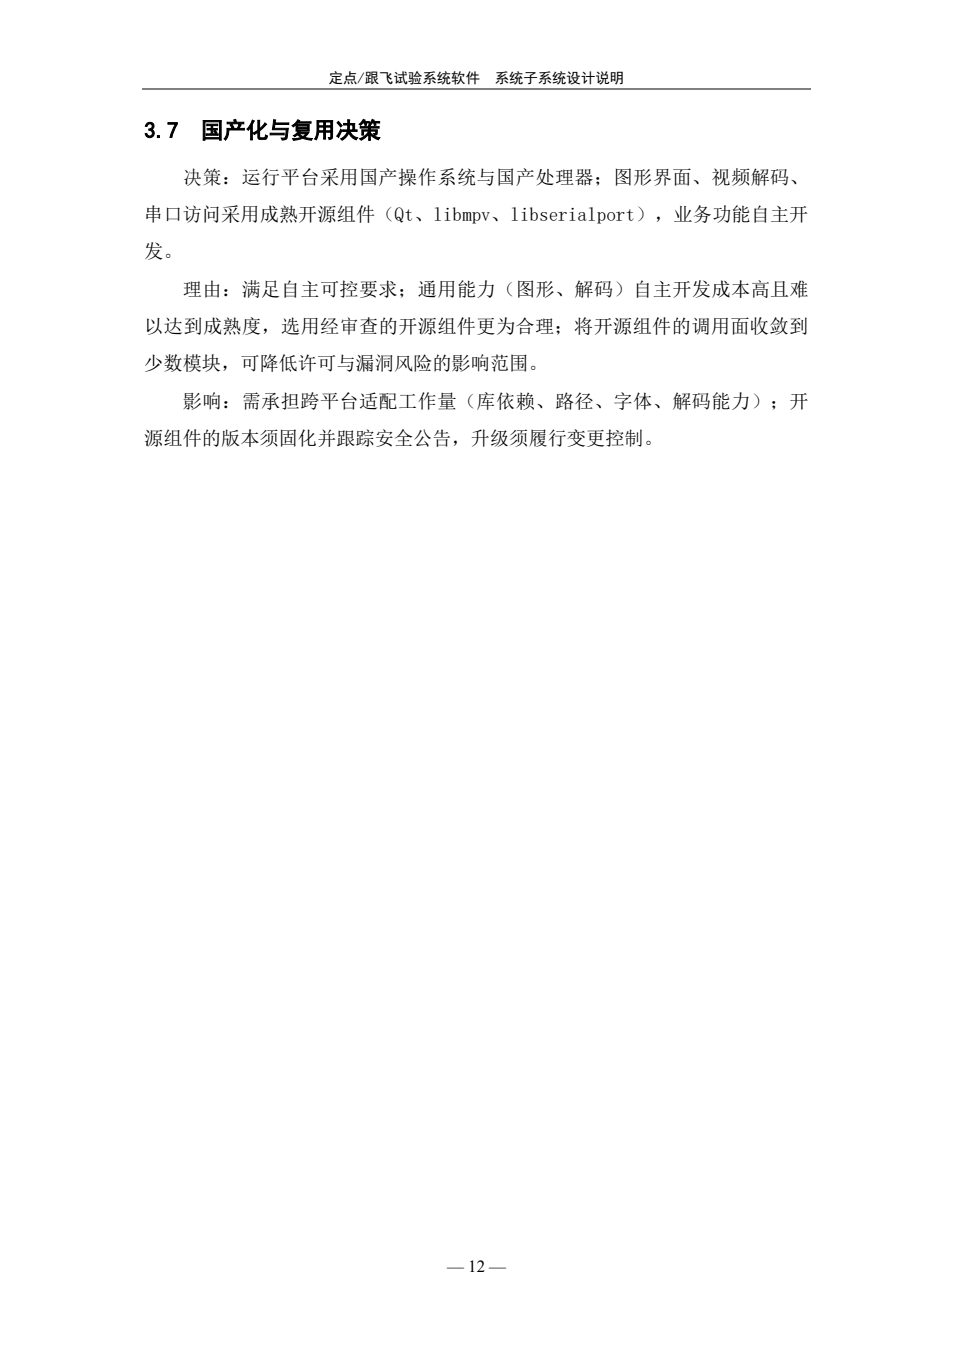 定点/跟飞试验系统软件　系统子系统设计说明
3.7　国产化与复用决策
决策：运行平台采用国产操作系统与国产处理器；图形界面、视频解码、
串口访问采用成熟开源组件（Qt、libmpv、libserialport），业务功能自主开
发。
理由：满足自主可控要求；通用能力（图形、解码）自主开发成本高且难
以达到成熟度，选用经审查的开源组件更为合理；将开源组件的调用面收敛到
少数模块，可降低许可与漏洞风险的影响范围。
影响：需承担跨平台适配工作量（库依赖、路径、字体、解码能力）；开
源组件的版本须固化并跟踪安全公告，升级须履行变更控制。
— 12 —